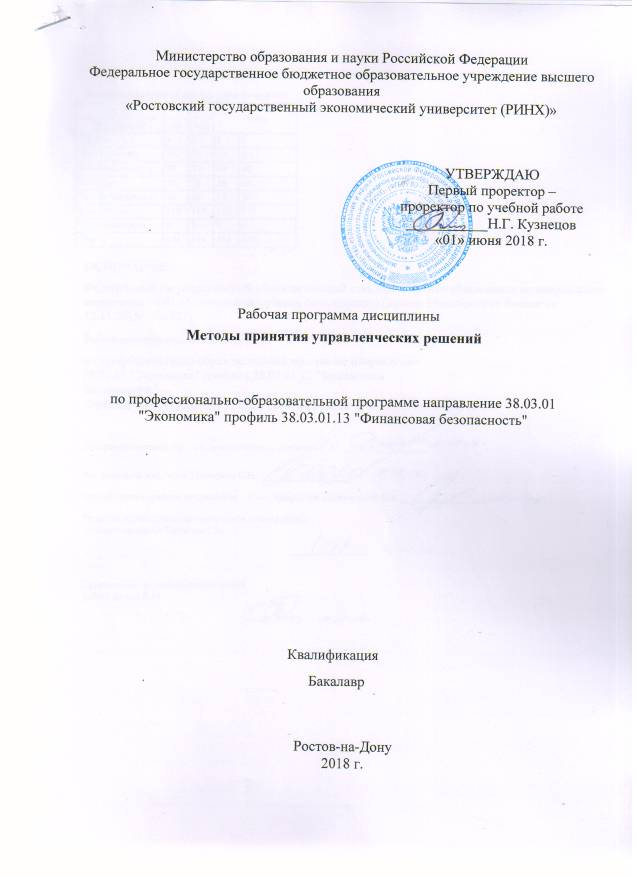 Министерство образования и науки Российской Федерации
Федеральное государственное бюджетное образовательное учреждение высшего
образования
«Ростовский государственный экономический университет (РИНХ)»
УТВЕРЖДАЮ
Первый проректор –
проректор по учебной работе
Н.Г. Кузнецов
«01» июня 2018 г.
Рабочая программа дисциплины
Методы принятия управленческих решений
по профессионально-образовательной программе направление 38.03.01
"Экономика" профиль 38.03.01.13 "Финансовая безопасность"
Квалификация
Бакалавр
Ростов-на-Дону
2018 г.